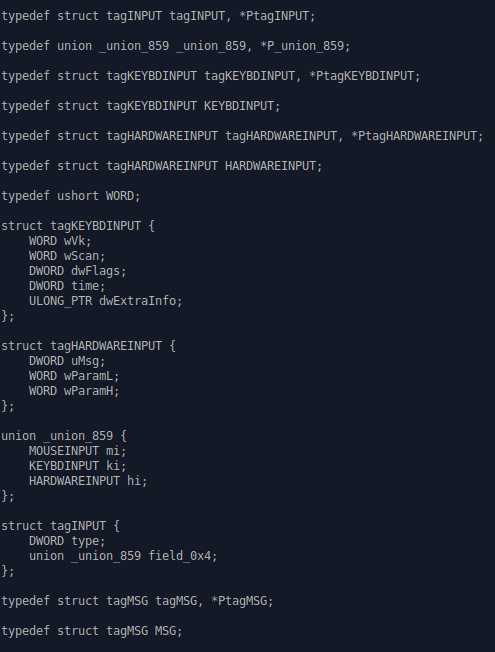 typedef struct tagINPUT tagINPUT, *PtagINPUT;
typedef union _union_859 _union_859, *P_union_859;
typedef struct tagKEYBDINPUT tagKEYBDINPUT, *PtagKEYBDINPUT;
typedef struct tagKEYBDINPUT KEYBDINPUT;
typedef struct tagHARDWAREINPUT tagHARDWAREINPUT, *PtagHARDWAREINPUT;
typedef struct tagHARDWAREINPUT HARDWAREINPUT;
typedef ushort WORD;
struct tagKEYBDINPUT {
    WORD wVk;
    WORD wScan;
    DWORD dwFlags;
    DWORD time;
    ULONG_PTR dwExtraInfo;
};
struct tagHARDWAREINPUT {
    DWORD uMsg;
    WORD wParamL;
    WORD wParamH;
};
union _union_859 {
    MOUSEINPUT mi;
    KEYBDINPUT ki;
    HARDWAREINPUT hi;
};
struct tagINPUT {
    DWORD type;
    union _union_859 field_0x4;
};
typedef struct tagMSG tagMSG, *PtagMSG;
typedef struct tagMSG MSG;